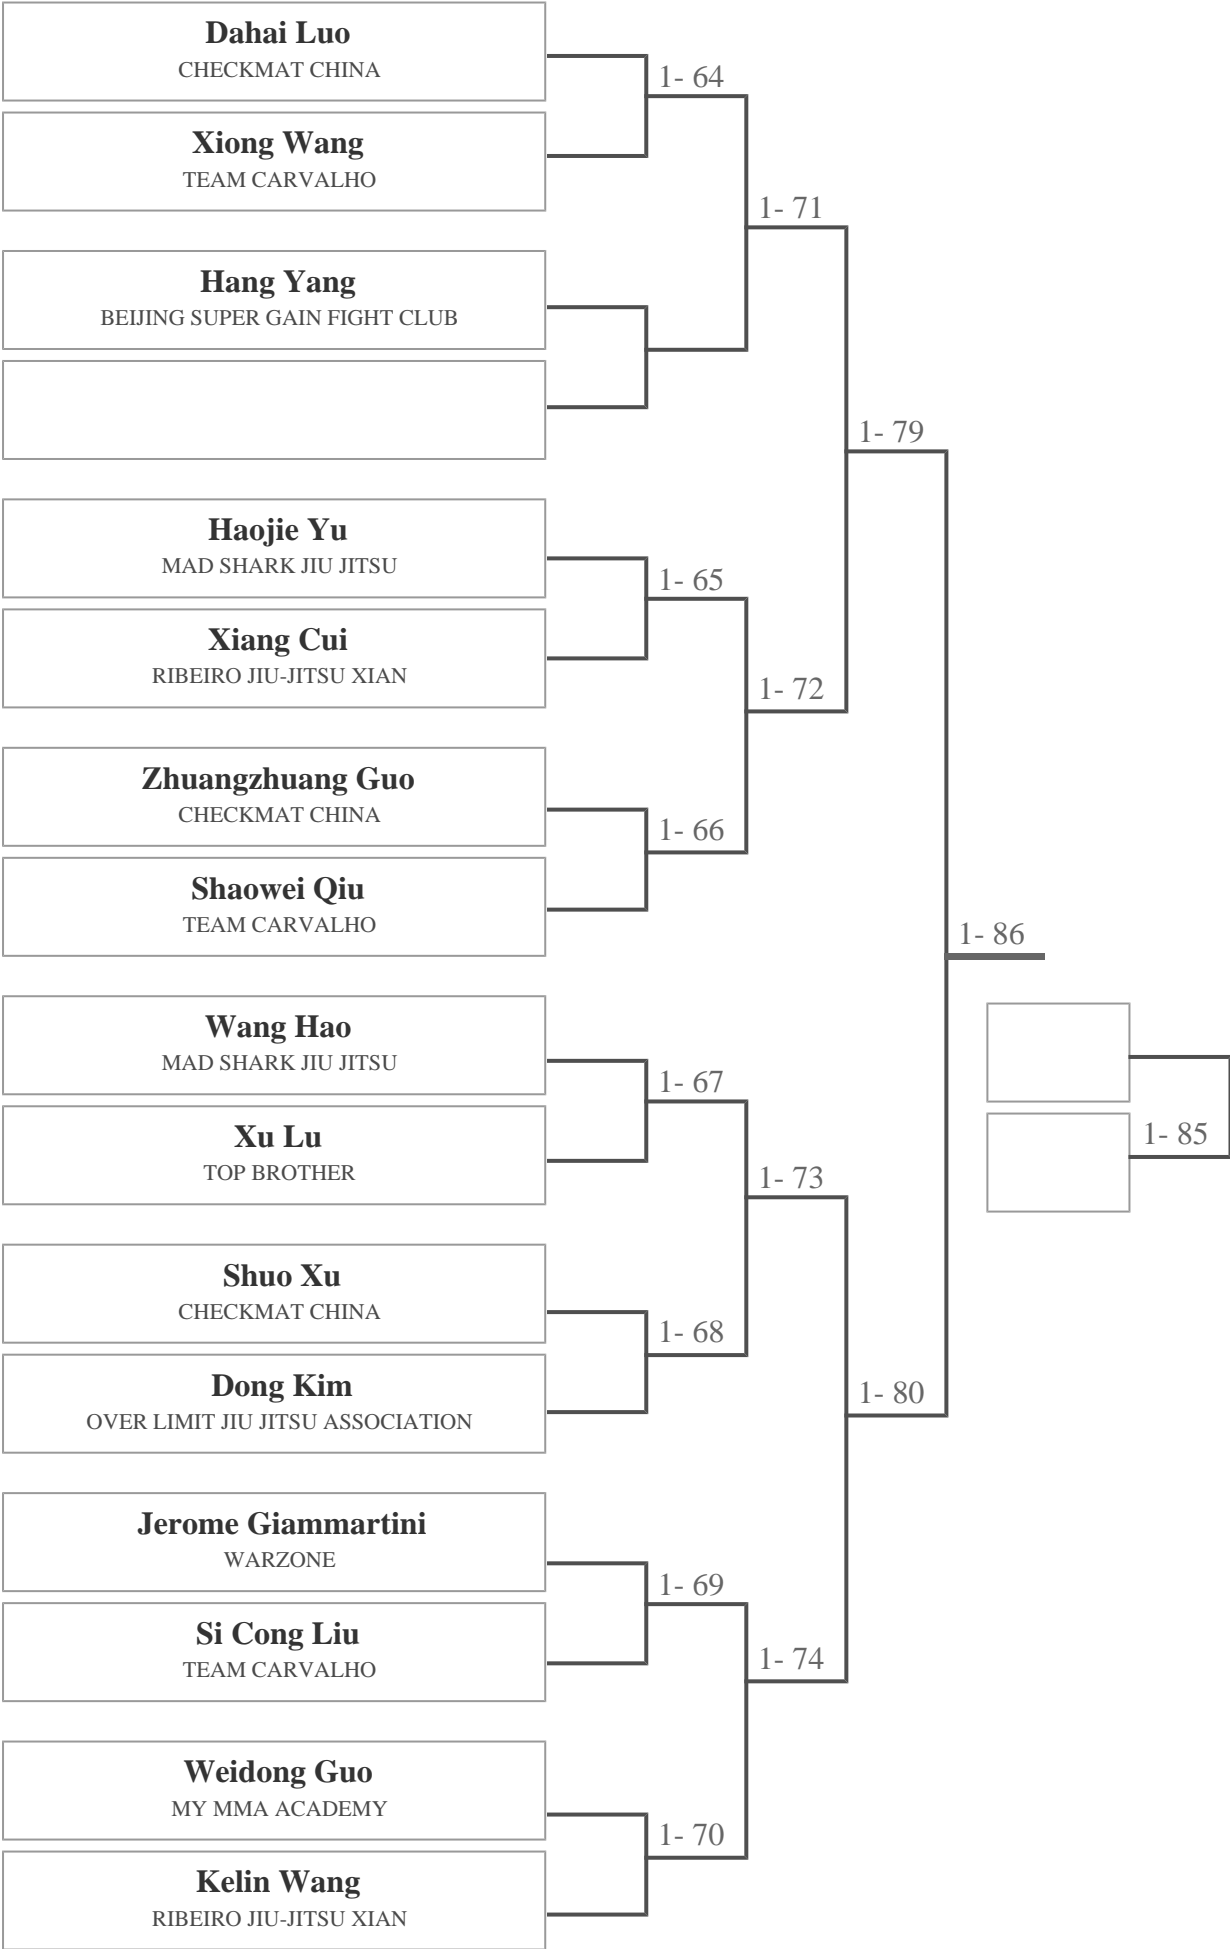 Dahai Luo
CHECKMAT CHINA
1- 64
Xiong Wang
TEAM CARVALHO
1- 71
Hang Yang
BEIJING SUPER GAIN FIGHT CLUB
1- 79
Haojie Yu
MAD SHARK JIU JITSU
1- 65
Xiang Cui
RIBEIRO JIU-JITSU XIAN
1- 72
Zhuangzhuang Guo
CHECKMAT CHINA
1- 66
Shaowei Qiu
TEAM CARVALHO
1- 86
Wang Hao
MAD SHARK JIU JITSU
1- 67
Xu Lu
TOP BROTHER
1- 85
1- 73
Shuo Xu
CHECKMAT CHINA
1- 68
Dong Kim
OVER LIMIT JIU JITSU ASSOCIATION
1- 80
Jerome Giammartini
WARZONE
1- 69
Si Cong Liu
TEAM CARVALHO
1- 74
Weidong Guo
MY MMA ACADEMY
1- 70
Kelin Wang
RIBEIRO JIU-JITSU XIAN